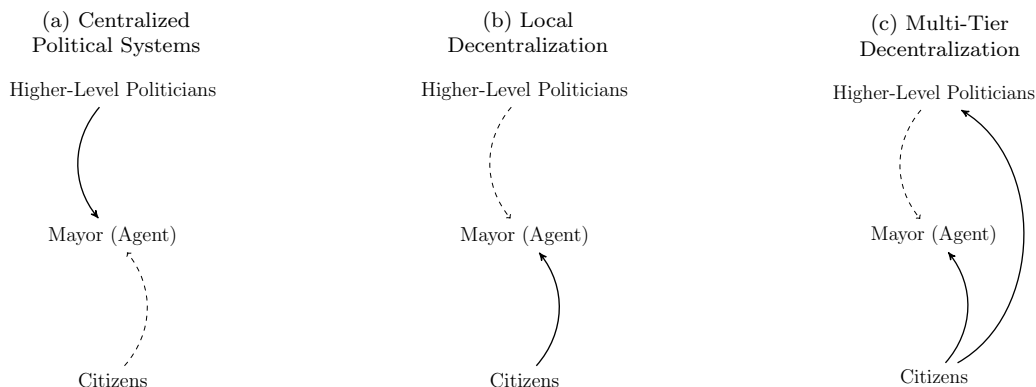 (a) Centralized
Political Systems
Higher-Level Politicians
Mayor (Agent)
Citizens
(b) Local
Decentralization
Higher-Level Politicians
Mayor (Agent)
Citizens
(c) Multi-Tier
Decentralization
Higher-Level Politicians
Mayor (Agent)
Citizens